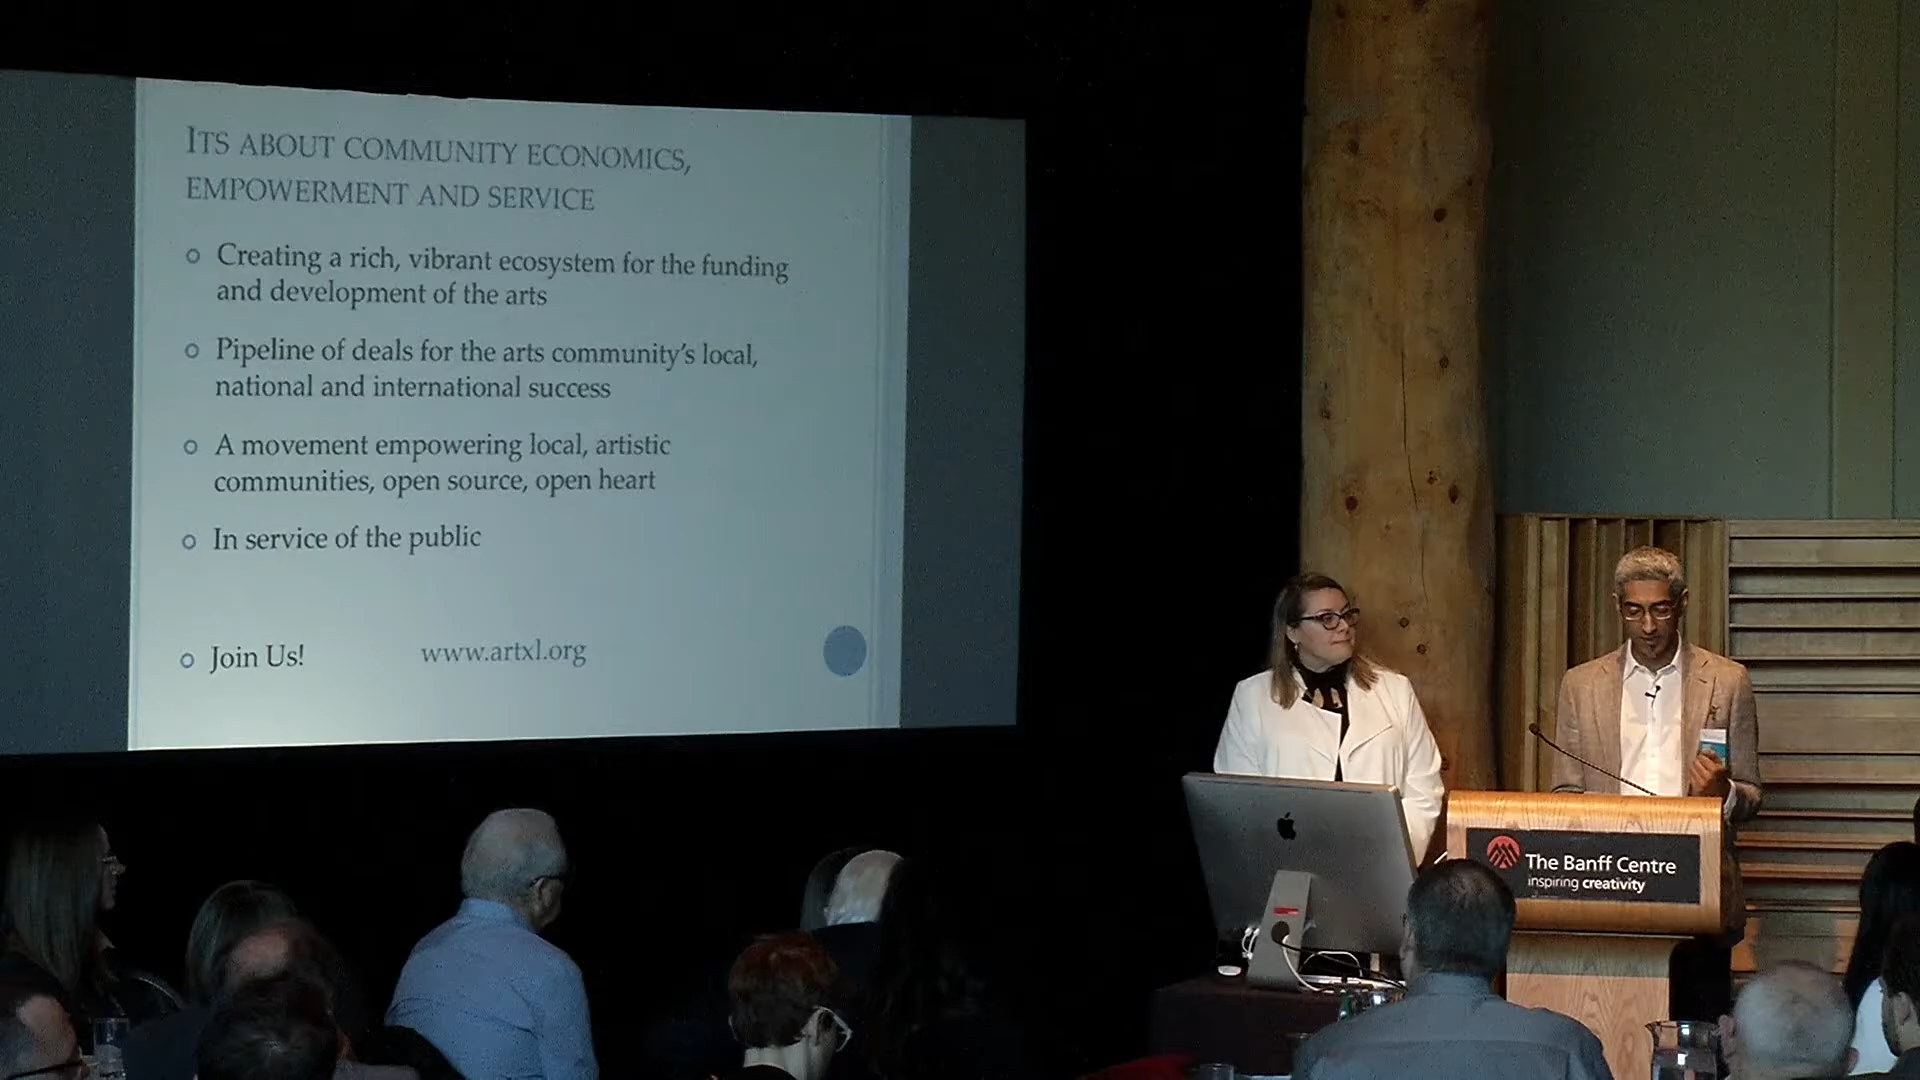 ITS ABOUT COMMUNITY ECONOMICS,
EMPOWERMENT AND SERVICE
Creating a rich, vibrant ecosystem for the funding
and development of the arts
Pipeline of deals for the arts community's local,
national and international success
A movement empowering local, artistic
communities, open source, open heart
In service of the public
Join Us! www.artxl.org
The Banff Centre
inspiring creativity